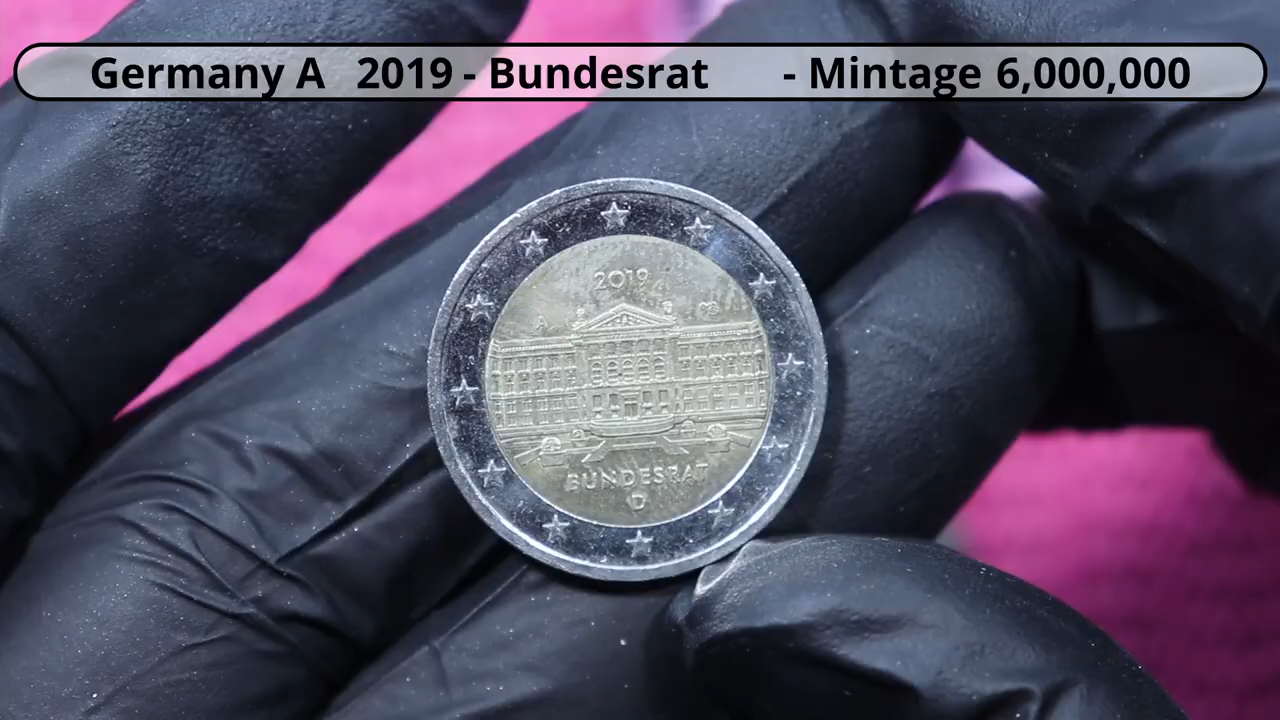 Germany A 2019 - Bundesrat - Mintage 6,000,000
2019
A
BUNDESRAT
D